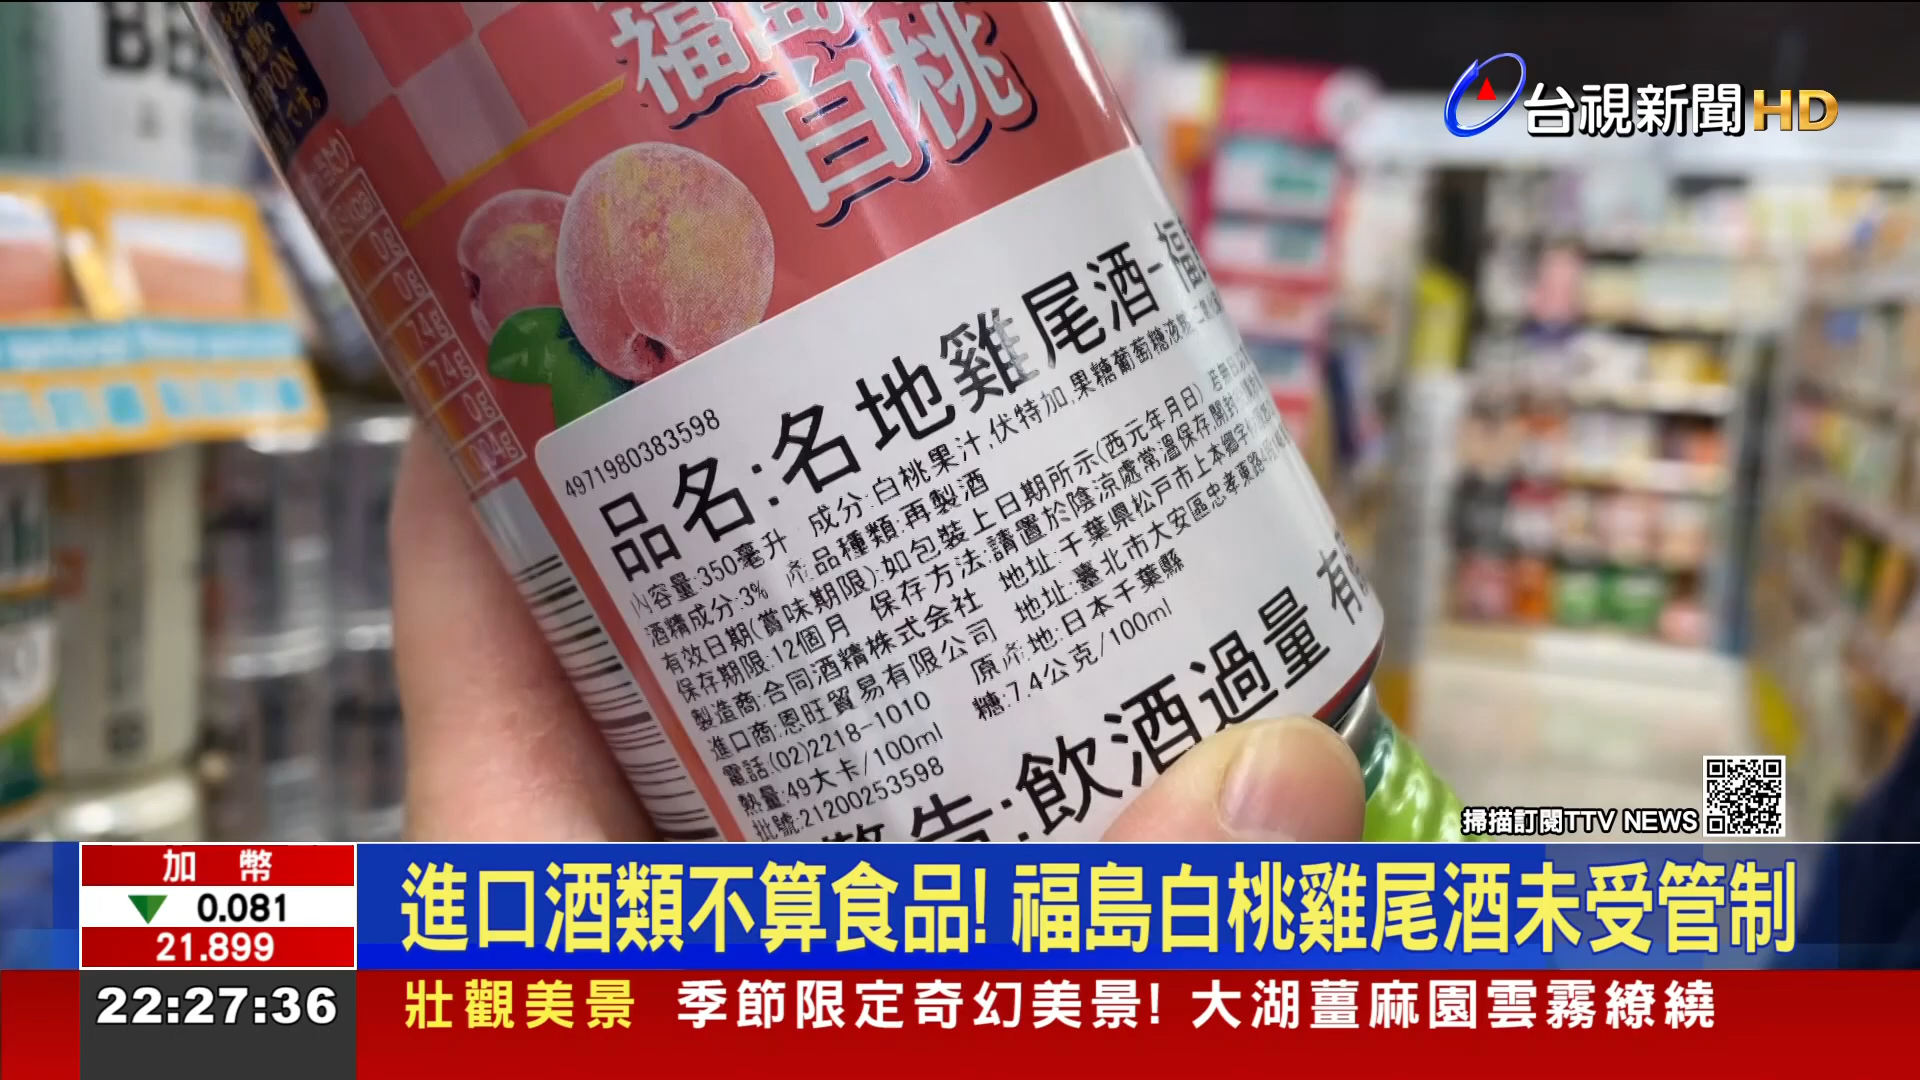 台視新聞HD
福島
白桃
74g
74g
4971980383598
品名:名地雞尾酒-福
內容量:350毫升 成分:白桃果汁,伏特加,果糖葡萄糖液
酒精成分:3% 產品種類:再製酒
有效日期(賞味期限):如包裝上日期所示(西元年月日)
保存期限:12個月 保存方法:請置於陰涼處常溫保存,開封
製造商:合同酒精株式会社 地址:千葉県松戸市上本郷字
進口商:恩旺貿易有限公司 地址:臺北市大安區忠孝東路
電話:(02)2218-1010 原產地:日本千葉縣
熱量:49大卡/100ml 糖:7.4公克/100ml
批號:21200253598
警告:飲酒過量 有
掃描訂閱TTV NEWS
加 幣
0.081
21.899
進口酒類不算食品! 福島白桃雞尾酒未受管制
22:27:36
壯觀美景 季節限定奇幻美景! 大湖薑麻園雲霧繚繞